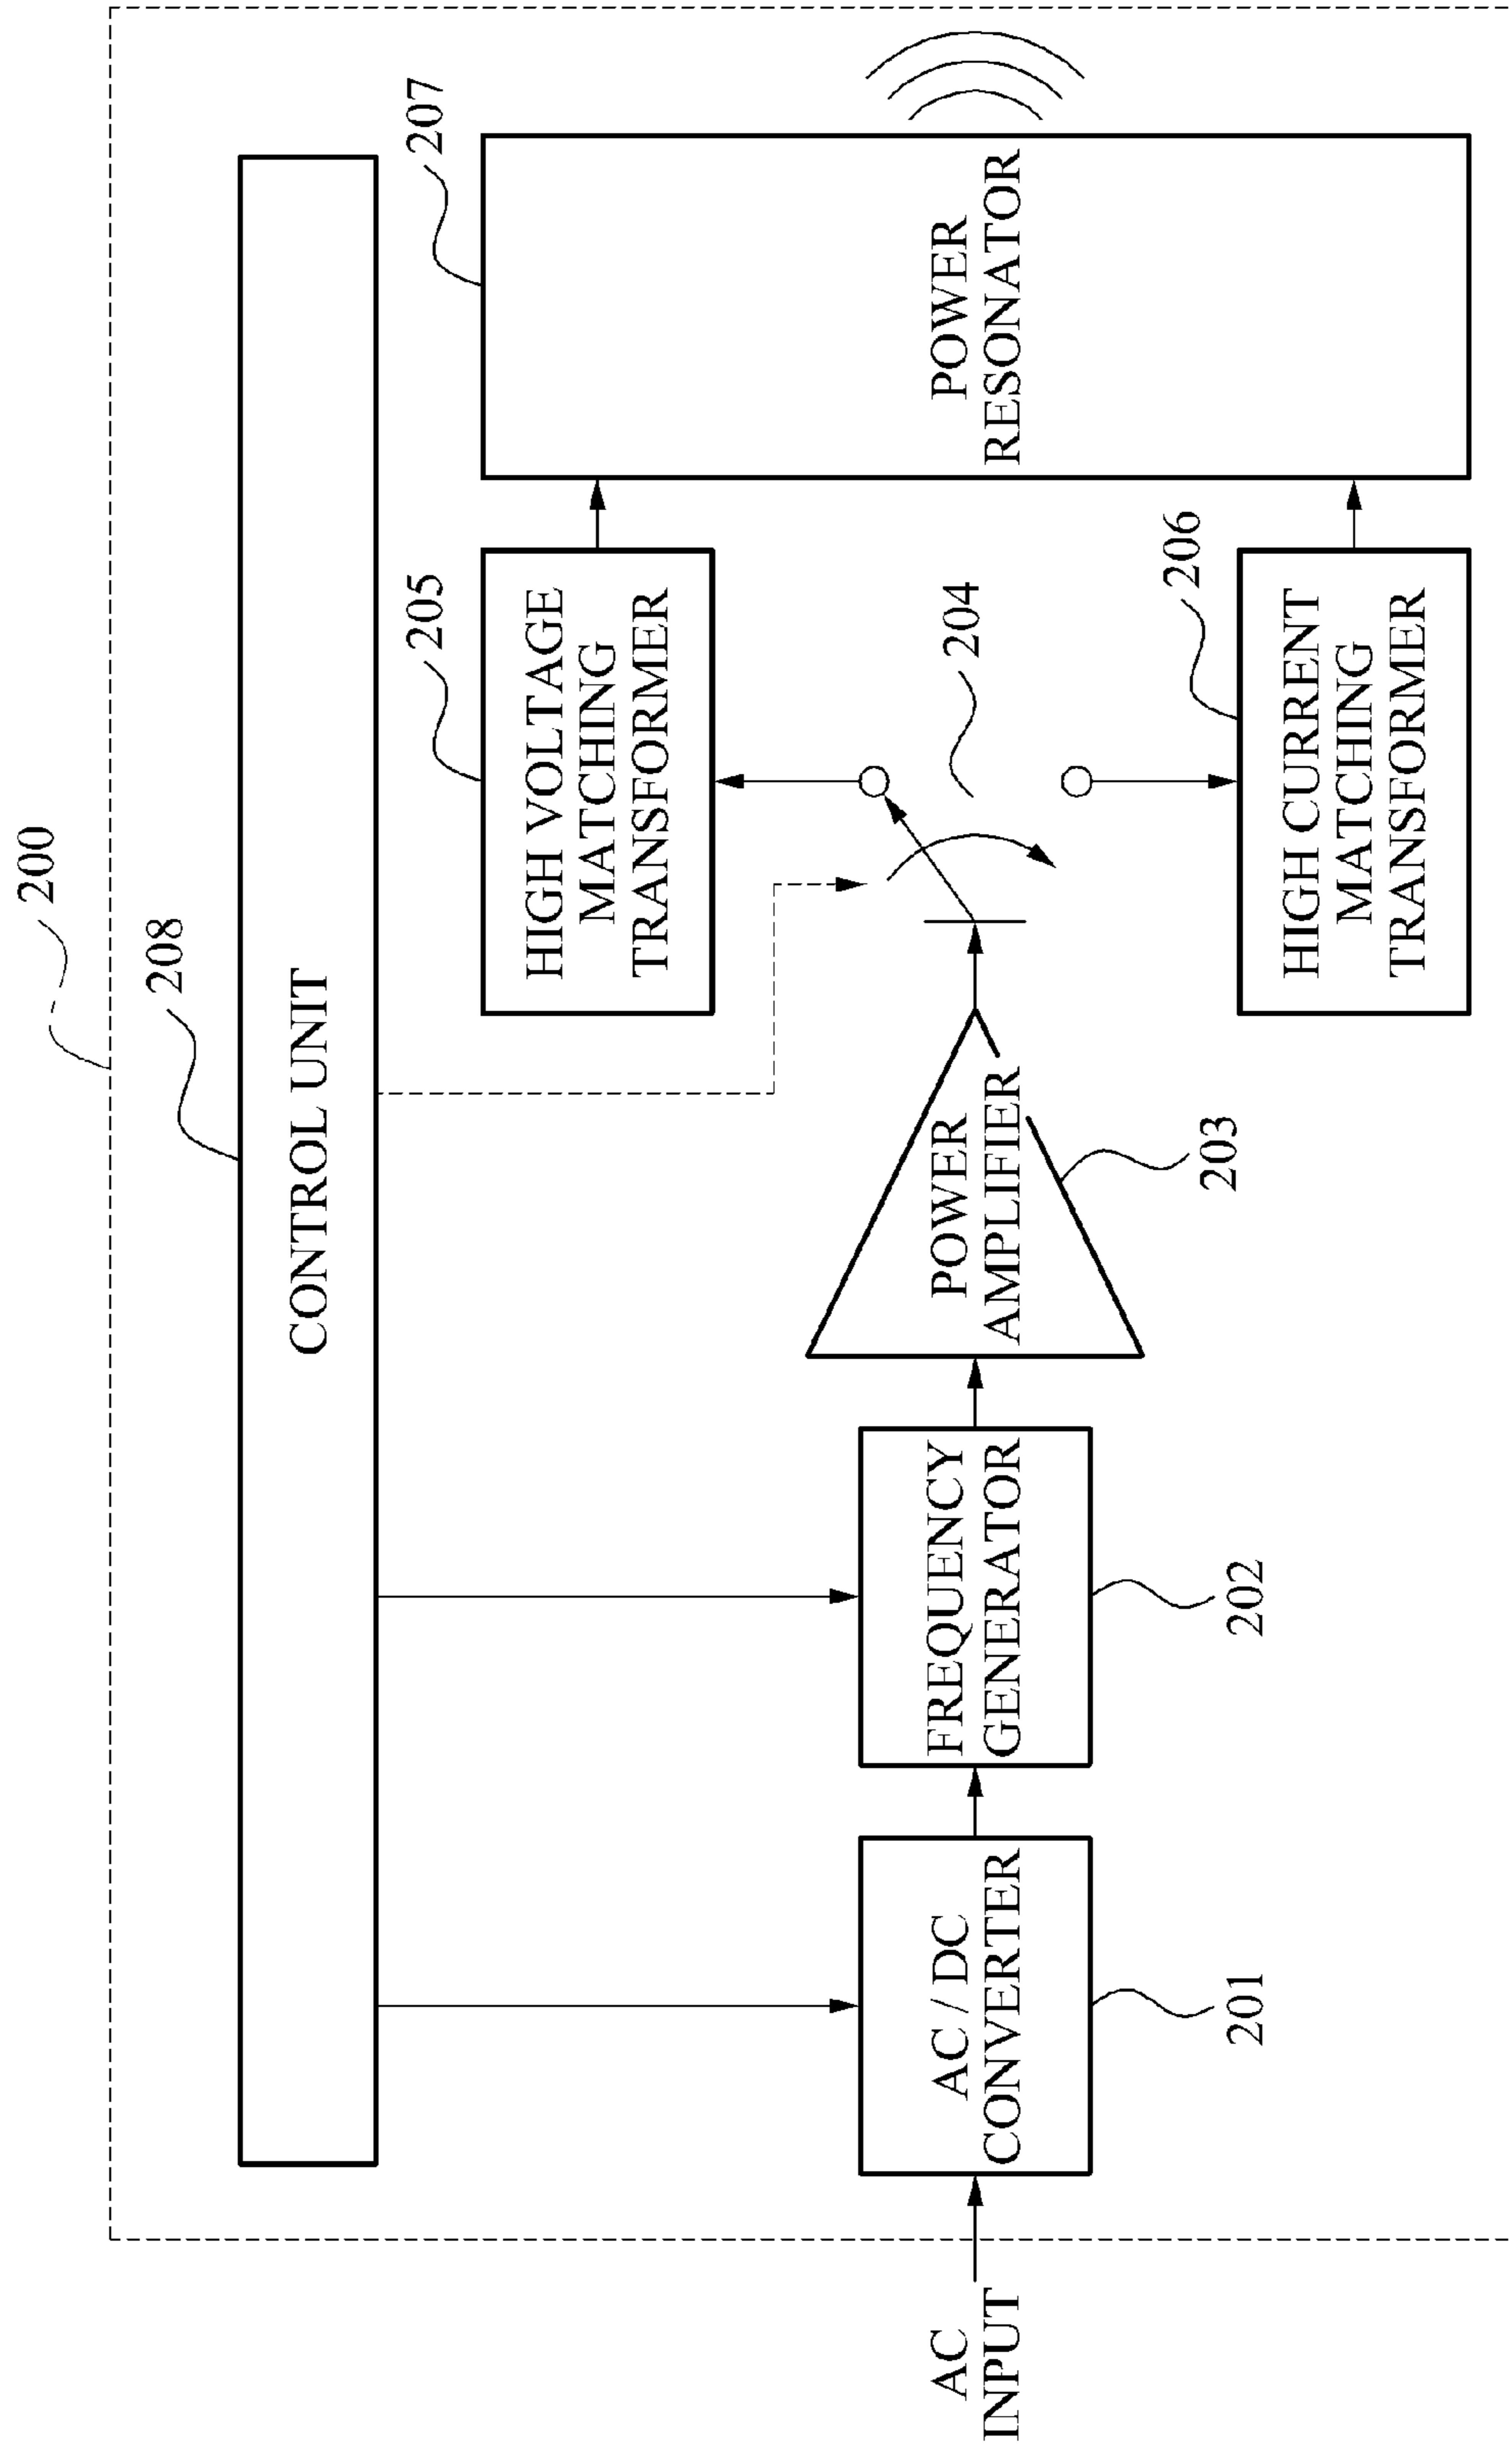 200
208
CONTROL UNIT
205
207
HIGH VOLTAGE
MATCHING
TRANSFORMER
POWER
RESONATOR
204
AC
INPUT
AC / DC
CONVERTER
201
FREQUENCY
GENERATOR
202
POWER
AMPLIFIER
203
206
HIGH CURRENT
MATCHING
TRANSFORMER